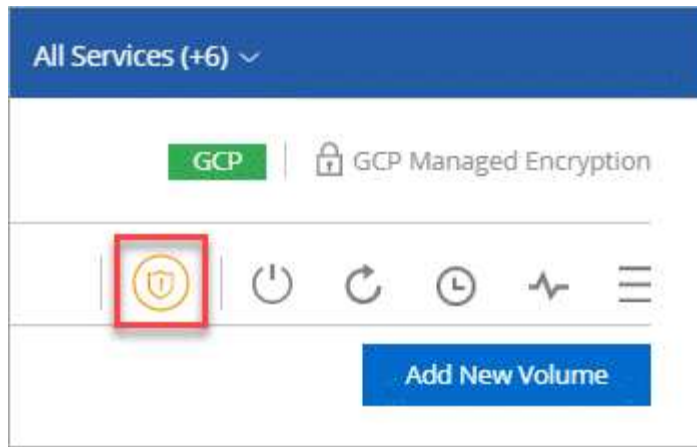 All Services (+6)
GCP
GCP Managed Encryption
Add New Volume